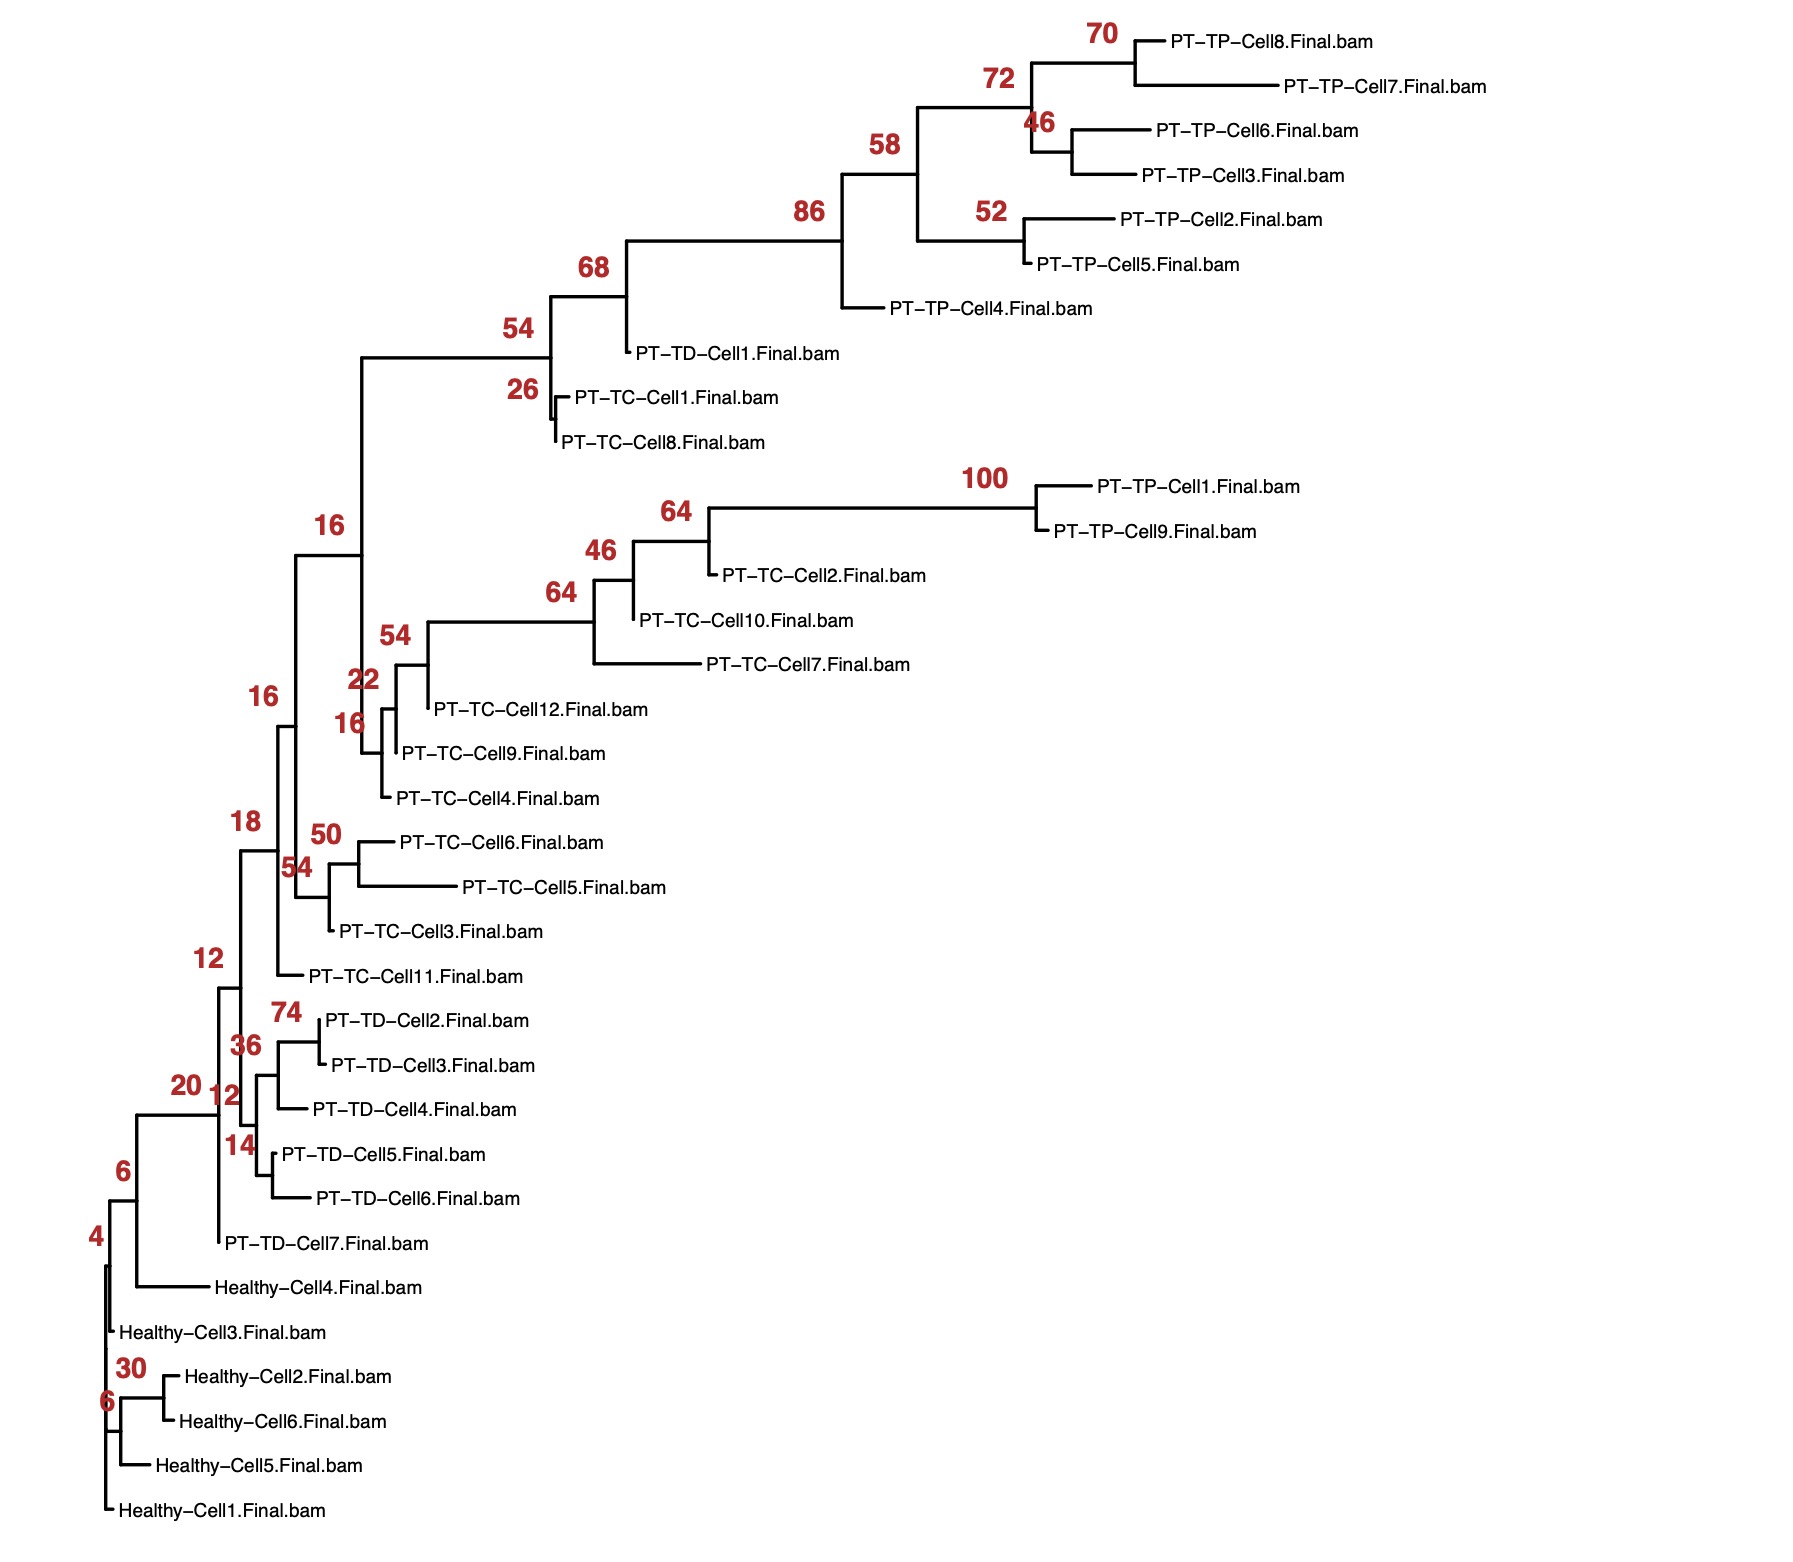 70
PT−TP−Cell8.Final.bam
72
PT−TP−Cell7.Final.bam
46
PT−TP−Cell6.Final.bam
58
PT−TP−Cell3.Final.bam
86
52
PT−TP−Cell2.Final.bam
PT−TP−Cell5.Final.bam
68
PT−TP−Cell4.Final.bam
54
PT−TD−Cell1.Final.bam
26
PT−TC−Cell1.Final.bam
PT−TC−Cell8.Final.bam
100
PT−TP−Cell1.Final.bam
64
16
PT−TP−Cell9.Final.bam
46
PT−TC−Cell2.Final.bam
64
PT−TC−Cell10.Final.bam
54
PT−TC−Cell7.Final.bam
22
16
PT−TC−Cell12.Final.bam
16
PT−TC−Cell9.Final.bam
PT−TC−Cell4.Final.bam
18
50
PT−TC−Cell6.Final.bam
54
PT−TC−Cell5.Final.bam
PT−TC−Cell3.Final.bam
12
PT−TC−Cell11.Final.bam
74
PT−TD−Cell2.Final.bam
36
PT−TD−Cell3.Final.bam
20
12
PT−TD−Cell4.Final.bam
14
PT−TD−Cell5.Final.bam
6
PT−TD−Cell6.Final.bam
4
PT−TD−Cell7.Final.bam
Healthy−Cell4.Final.bam
Healthy−Cell3.Final.bam
30
Healthy−Cell2.Final.bam
6
Healthy−Cell6.Final.bam
Healthy−Cell5.Final.bam
Healthy−Cell1.Final.bam